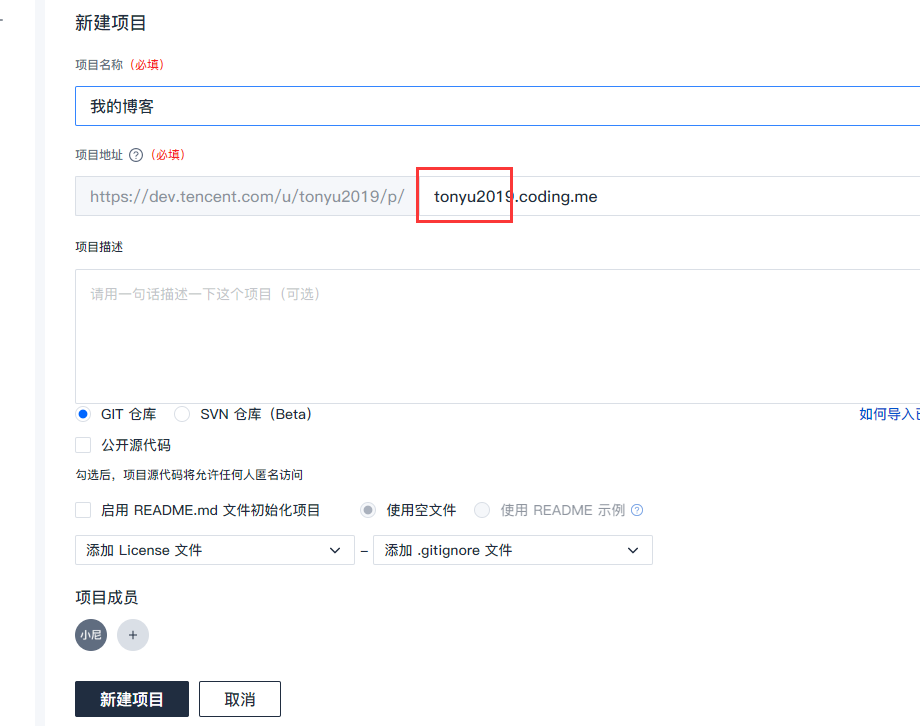 新建项目
项目名称（必填）
我的博客
项目地址 ? （必填）
https://dev.tencent.com/u/tonyu2019/p/ tonyu2019.coding.me
项目描述
请用一句话描述一下这个项目（可选）
GIT 仓库 SVN 仓库（Beta） 如何导入
公开源代码
勾选后，项目源代码将允许任何人匿名访问
启用 README.md 文件初始化项目 使用空文件 使用 README 示例 ?
添加 License 文件 – 添加 .gitignore 文件
项目成员
小尼 +
新建项目 取消